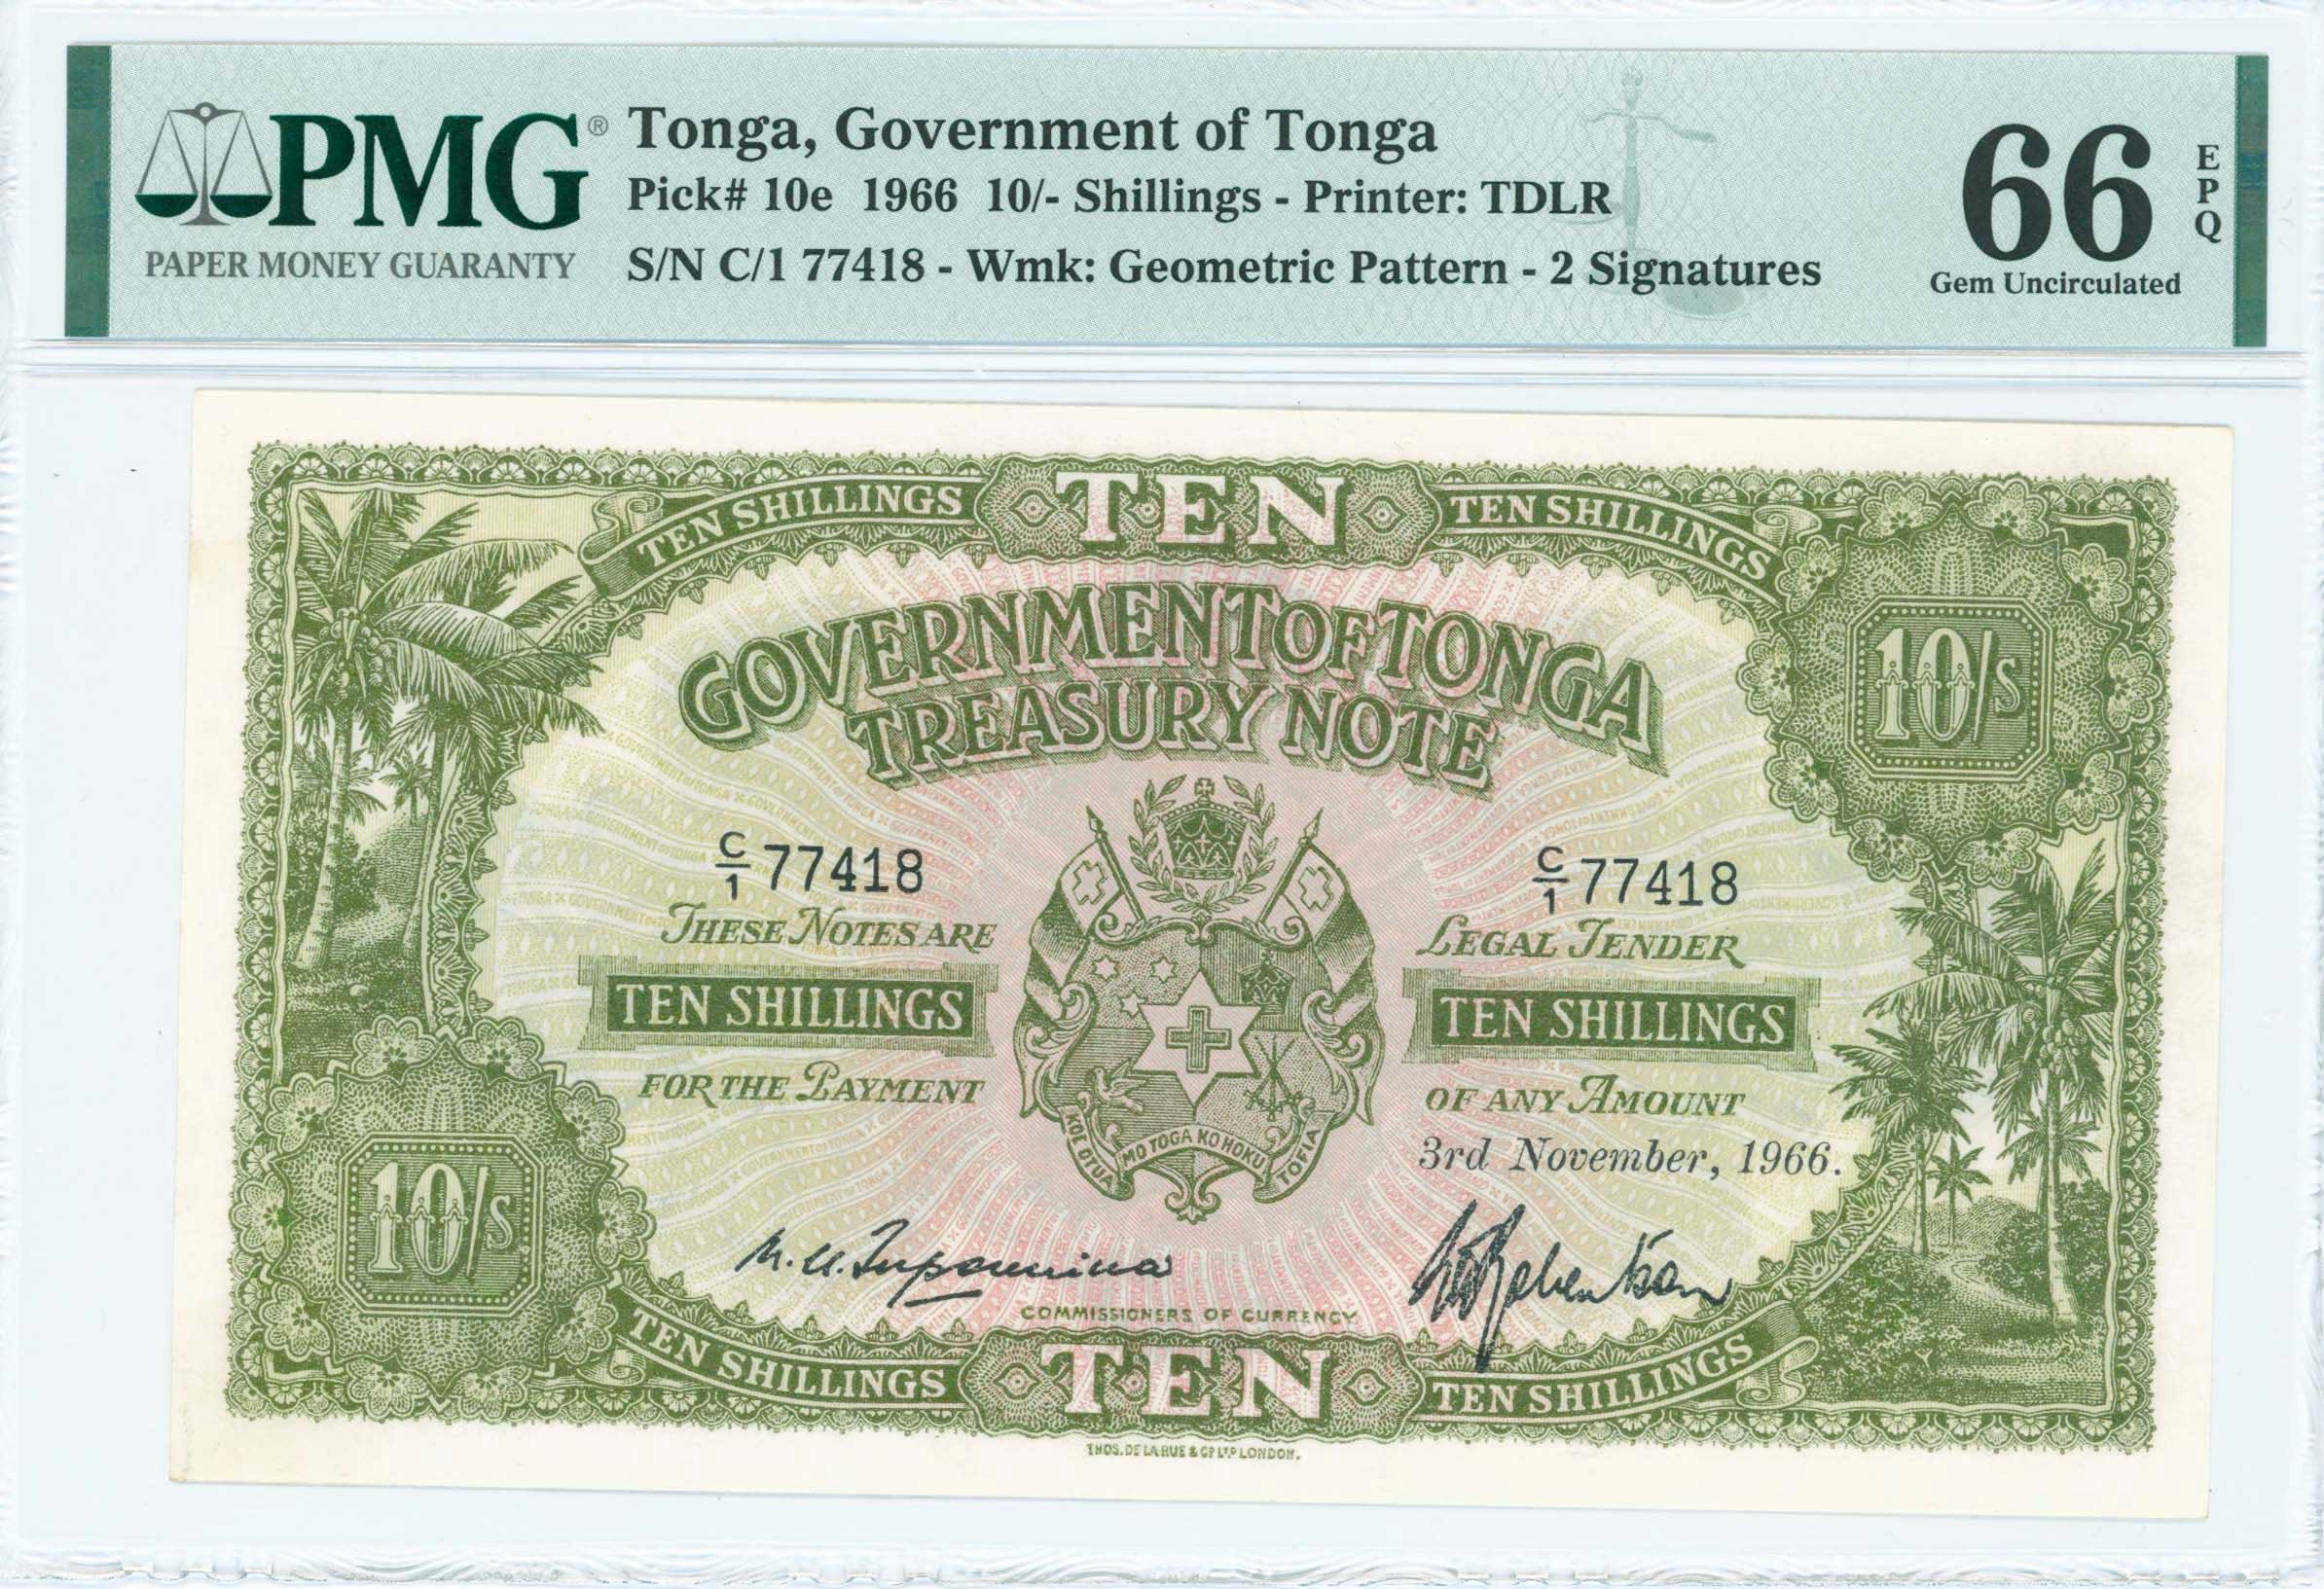 PMG®
PAPER MONEY GUARANTY
Tonga, Government of Tonga
Pick# 10e 1966 10/- Shillings - Printer: TDLR
S/N C/1 77418 - Wmk: Geometric Pattern - 2 Signatures
66 EPQ
Gem Uncirculated
TEN SHILLINGS TEN TEN SHILLINGS
10/s
GOVERNMENT OF TONGA
TREASURY NOTE
C/1 77418 C/1 77418
THESE NOTES ARE LEGAL TENDER
TEN SHILLINGS TEN SHILLINGS
FOR THE PAYMENT OF ANY AMOUNT
KOE OTUA MO TOGA KO HOKU TOFIA
3rd November, 1966.
10/s
COMMISSIONERS OF CURRENCY
TEN SHILLINGS TEN TEN SHILLINGS
THOS. DE LA RUE & CO LTD LONDON.